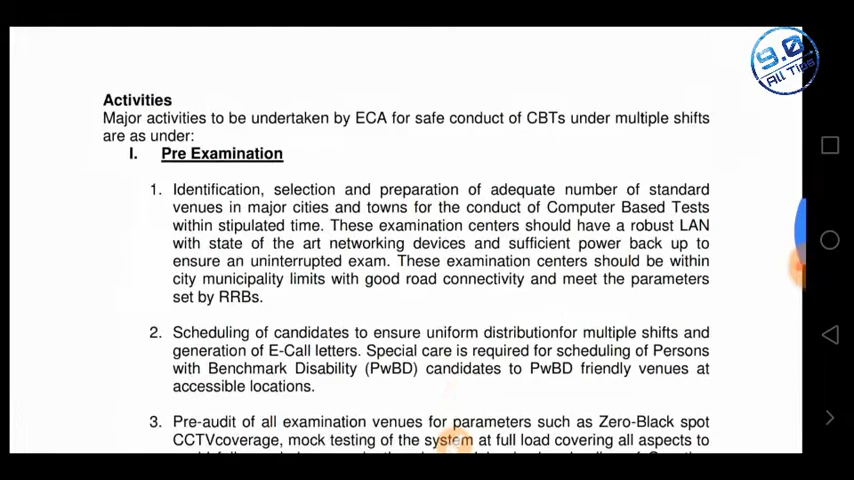 9.0
All Tips
Activities
Major activities to be undertaken by ECA for safe conduct of CBTs under multiple shifts
are as under:
I. Pre Examination
1. Identification, selection and preparation of adequate number of standard
venues in major cities and towns for the conduct of Computer Based Tests
within stipulated time. These examination centers should have a robust LAN
with state of the art networking devices and sufficient power back up to
ensure an uninterrupted exam. These examination centers should be within
city municipality limits with good road connectivity and meet the parameters
set by RRBs.
2. Scheduling of candidates to ensure uniform distributionfor multiple shifts and
generation of E-Call letters. Special care is required for scheduling of Persons
with Benchmark Disability (PwBD) candidates to PwBD friendly venues at
accessible locations.
3. Pre-audit of all examination venues for parameters such as Zero-Black spot
CCTVcoverage, mock testing of the system at full load covering all aspects to